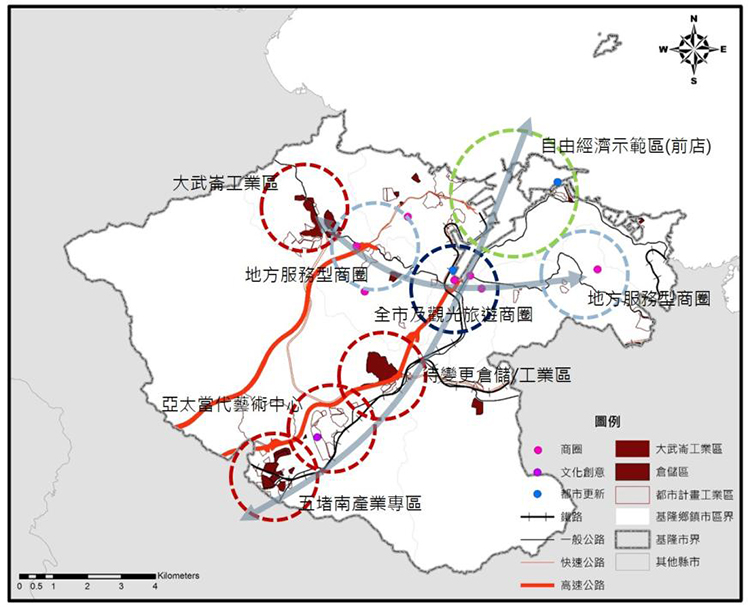 N
W E
S
自由經濟示範區(前店)
大武崙工業區
地方服務型商圈
地方服務型商圈
全市及觀光旅遊商圈
待變更倉儲/工業區
亞太當代藝術中心
五堵南產業專區
圖例
商圈
文化創意
都市更新
鐵路
一般公路
快速公路
高速公路
大武崙工業區
倉儲區
都市計畫工業區
基隆鄉鎮市區界
基隆市界
其他縣市
Kilometers
0 0.5 1 2 3 4